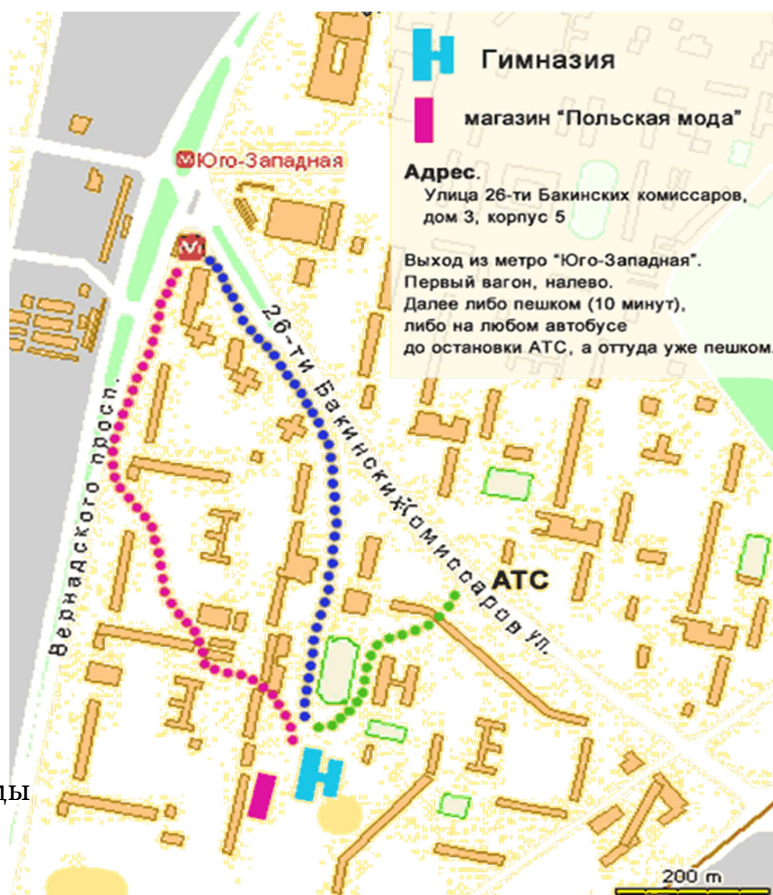 Гимназия
магазин “Польская мода”
Адрес.
Улица 26-ти Бакинских комиссаров,
дом 3, корпус 5
Выход из метро “Юго-Западная”.
Первый вагон, налево.
Далее либо пешком (10 минут),
либо на любом автобусе
до остановки АТС, а оттуда уже пешком.
Юго-Западная
26-ти Бакинских Комиссаров ул.
Вернадского просп.
АТС
ды
200 m